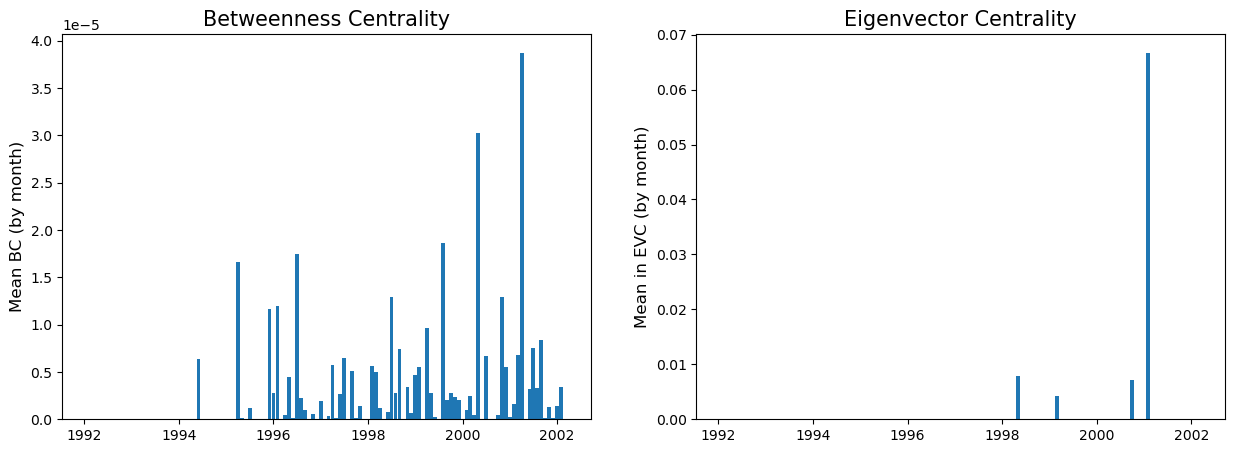 Betweenness Centrality
1e−5
4.0
3.5
3.0
2.5
2.0
1.5
1.0
0.5
0.0
Mean BC (by month)
1992 1994 1996 1998 2000 2002
Eigenvector Centrality
0.07
0.06
0.05
0.04
0.03
0.02
0.01
0.00
Mean in EVC (by month)
1992 1994 1996 1998 2000 2002